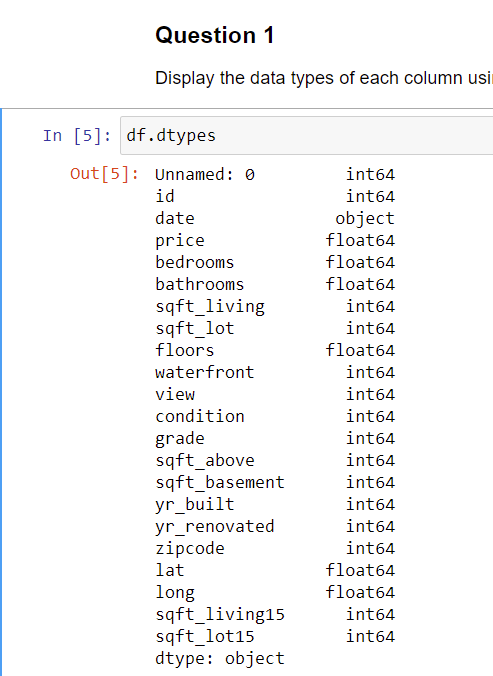 Question 1
Display the data types of each column
In [5]: df.dtypes
Out[5]: Unnamed: 0 int64
id int64
date object
price float64
bedrooms float64
bathrooms float64
sqft_living int64
sqft_lot int64
floors float64
waterfront int64
view int64
condition int64
grade int64
sqft_above int64
sqft_basement int64
yr_built int64
yr_renovated int64
zipcode int64
lat float64
long float64
sqft_living15 int64
sqft_lot15 int64
dtype: object